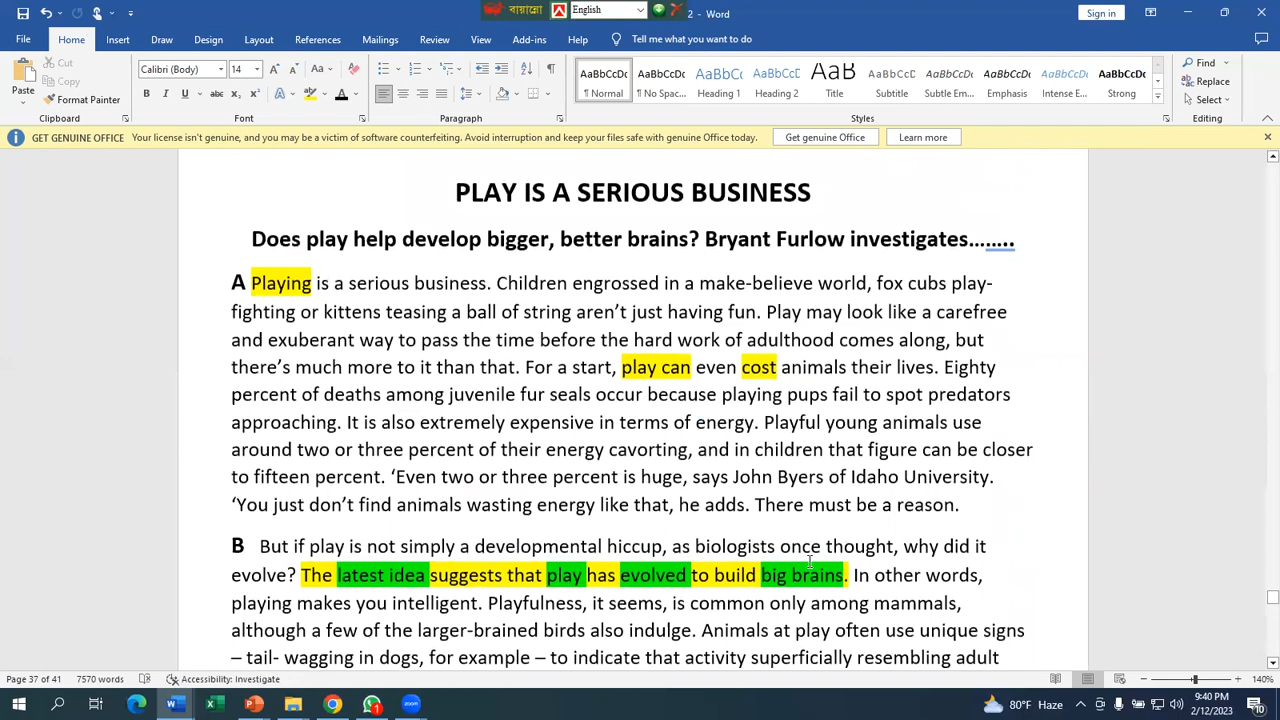 বায়ান্নো English 2 - Word Sign in
File Home Insert Draw Design Layout References Mailings Review View Add-ins Help Tell me what you want to do
Paste Cut Copy Format Painter Clipboard
Calibri (Body) 14 Font
Paragraph
AaBbCcDc AaBbCcDc AaBbCc AaBbCcD AaB AaBbCcD AaBbCcDc AaBbCcDc AaBbCcDc AaBbCcDc
¶ Normal ¶ No Spac... Heading 1 Heading 2 Title Subtitle Subtle Em... Emphasis Intense E... Strong
Styles
Find Replace Select Editing
GET GENUINE OFFICE Your license isn't genuine, and you may be a victim of software counterfeiting. Avoid interruption and keep your files safe with genuine Office today. Get genuine Office Learn more
PLAY IS A SERIOUS BUSINESS
Does play help develop bigger, better brains? Bryant Furlow investigates……..
A Playing is a serious business. Children engrossed in a make-believe world, fox cubs play-
fighting or kittens teasing a ball of string aren’t just having fun. Play may look like a carefree
and exuberant way to pass the time before the hard work of adulthood comes along, but
there’s much more to it than that. For a start, play can even cost animals their lives. Eighty
percent of deaths among juvenile fur seals occur because playing pups fail to spot predators
approaching. It is also extremely expensive in terms of energy. Playful young animals use
around two or three percent of their energy cavorting, and in children that figure can be closer
to fifteen percent. ‘Even two or three percent is huge, says John Byers of Idaho University.
‘You just don’t find animals wasting energy like that, he adds. There must be a reason.
B But if play is not simply a developmental hiccup, as biologists once thought, why did it
evolve? The latest idea suggests that play has evolved to build big brains. In other words,
playing makes you intelligent. Playfulness, it seems, is common only among mammals,
although a few of the larger-brained birds also indulge. Animals at play often use unique signs
– tail- wagging in dogs, for example – to indicate that activity superficially resembling adult
Page 37 of 41 7570 words Accessibility: Investigate 140%
80°F Haze 9:40 PM
2/12/2023